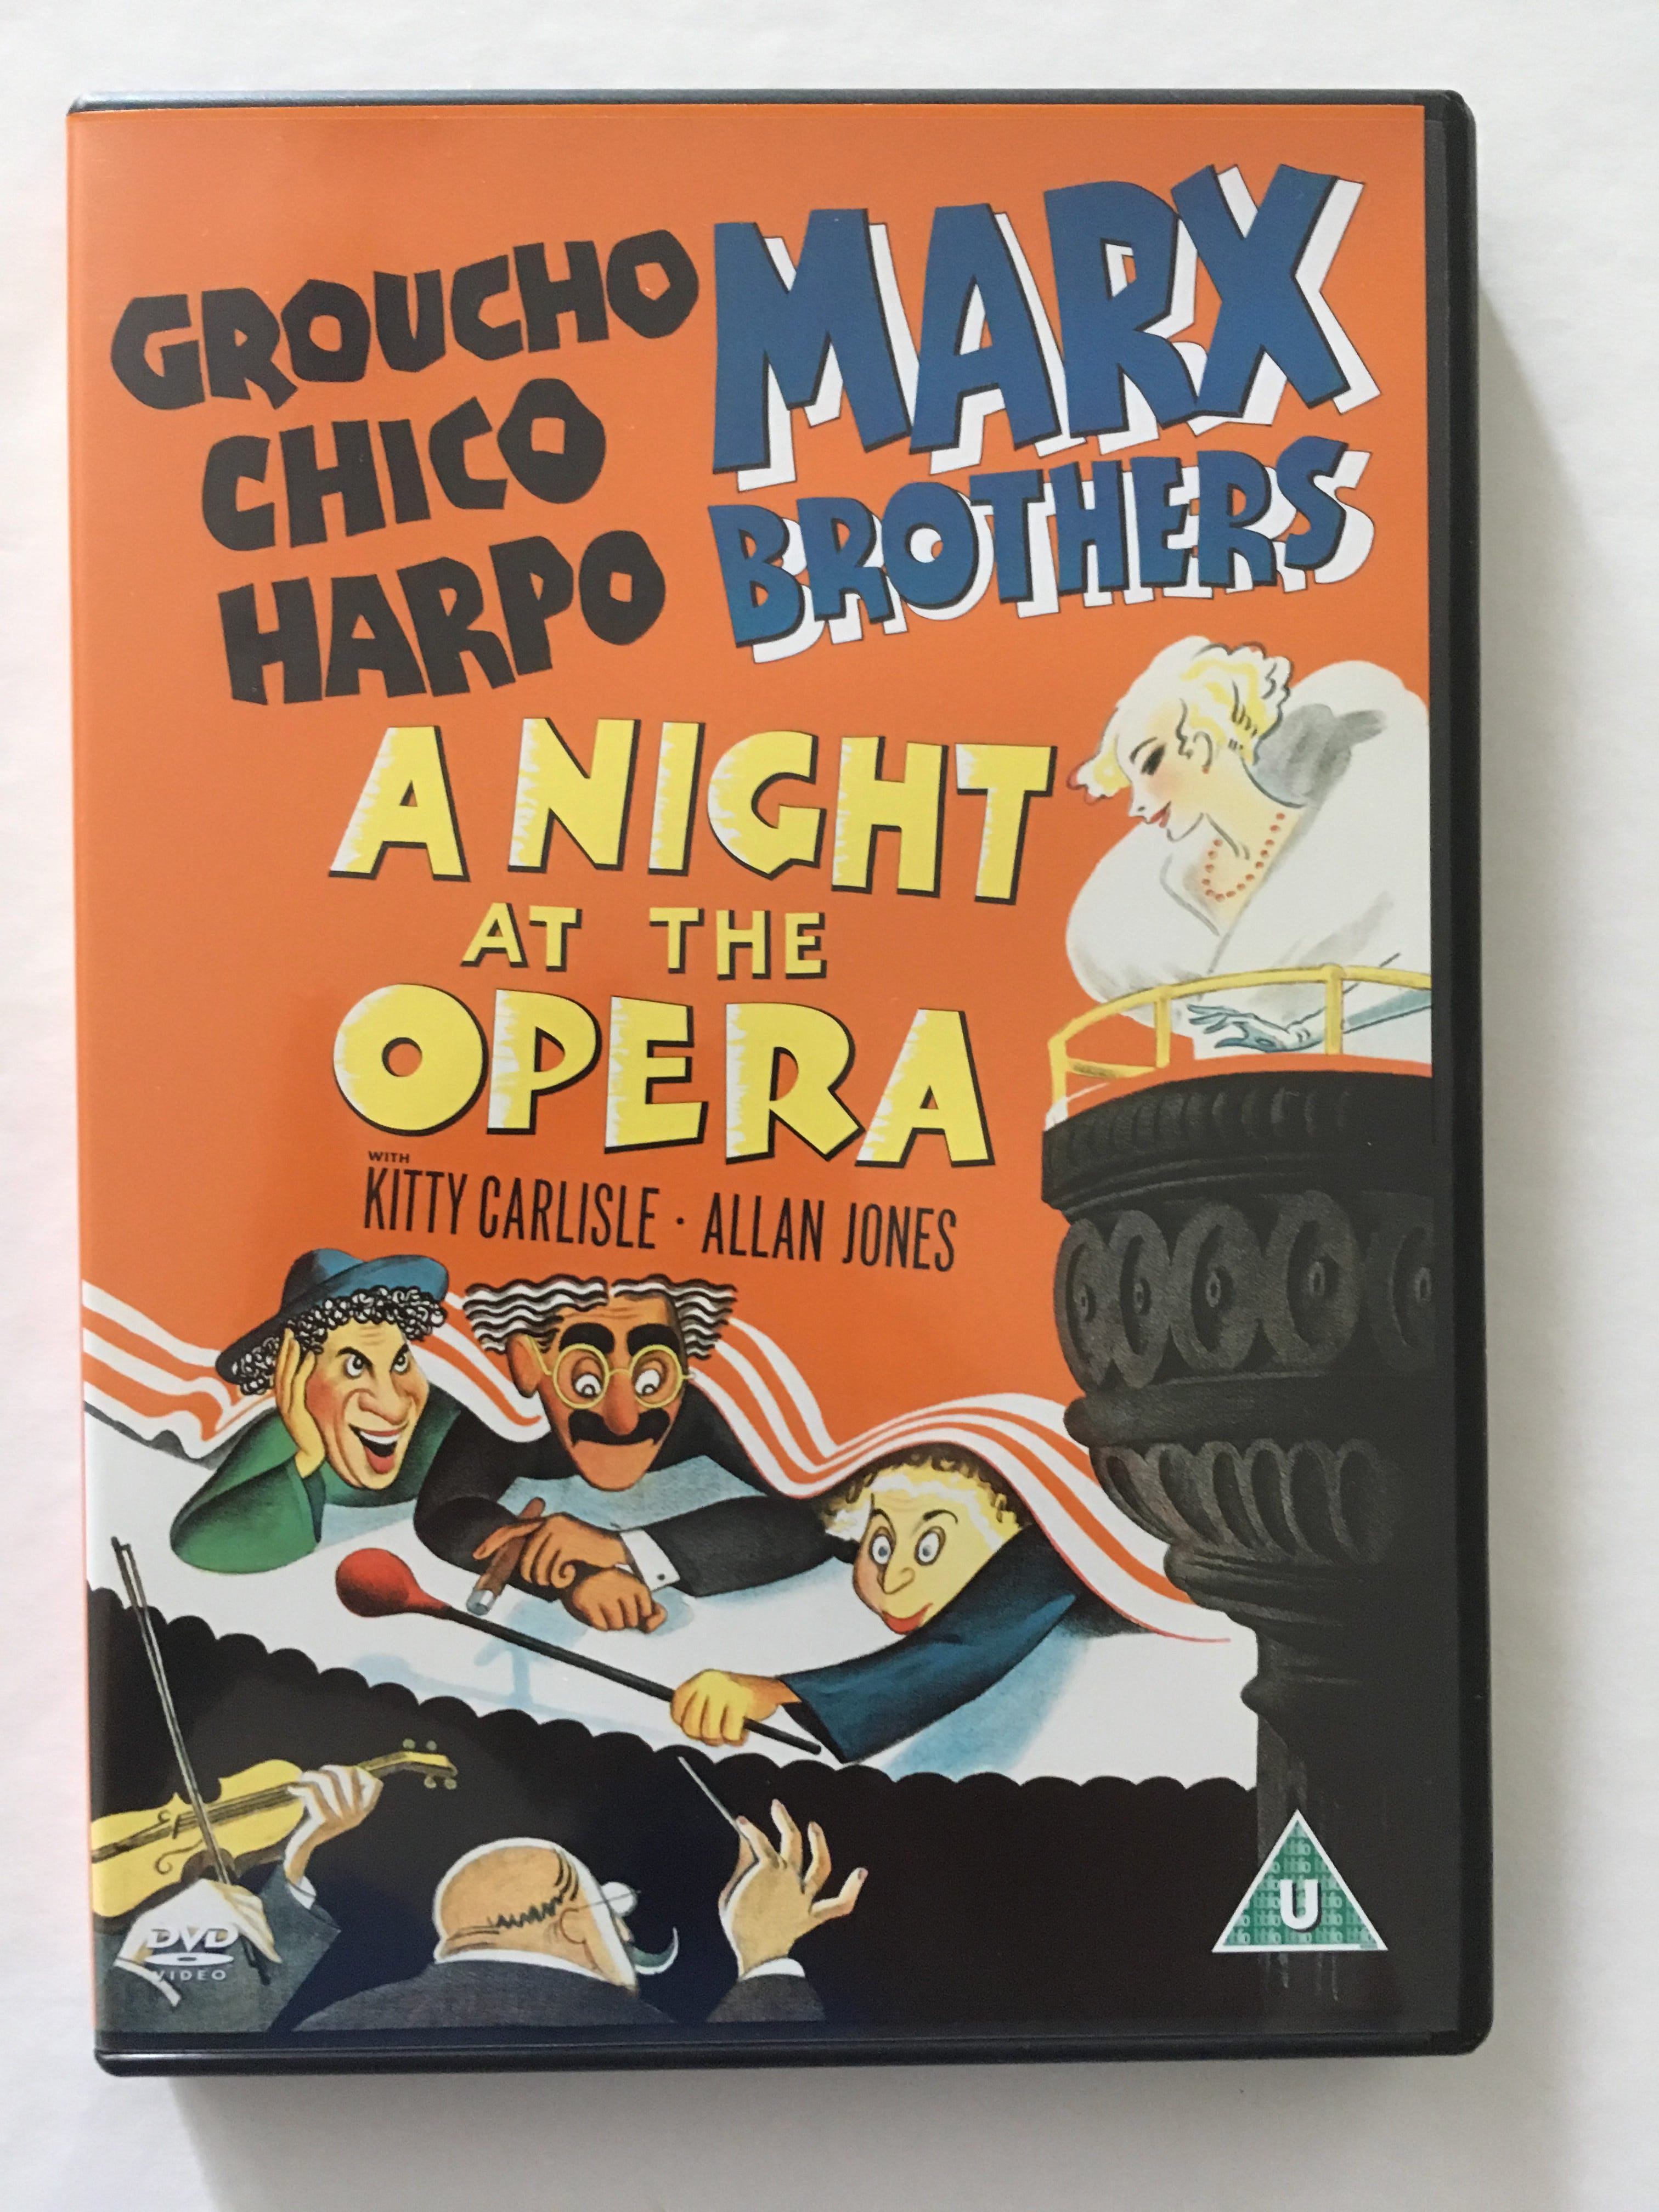 GROUCHO
CHICO
HARPO
MARX
BROTHERS
A NIGHT
AT THE
OPERA
WITH
KITTY CARLISLE · ALLAN JONES
DVD
VIDEO
U